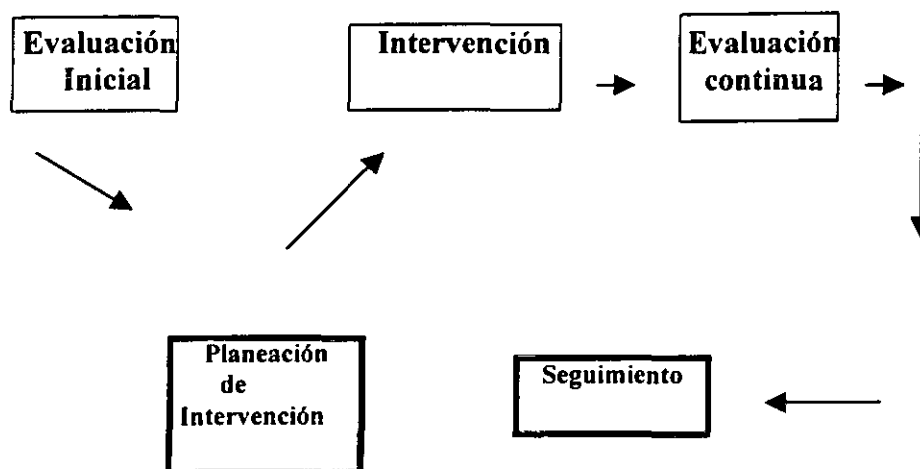 Evaluación
Inicial
Intervención
Evaluación
continua
Planeación
de
Intervención
Seguimiento